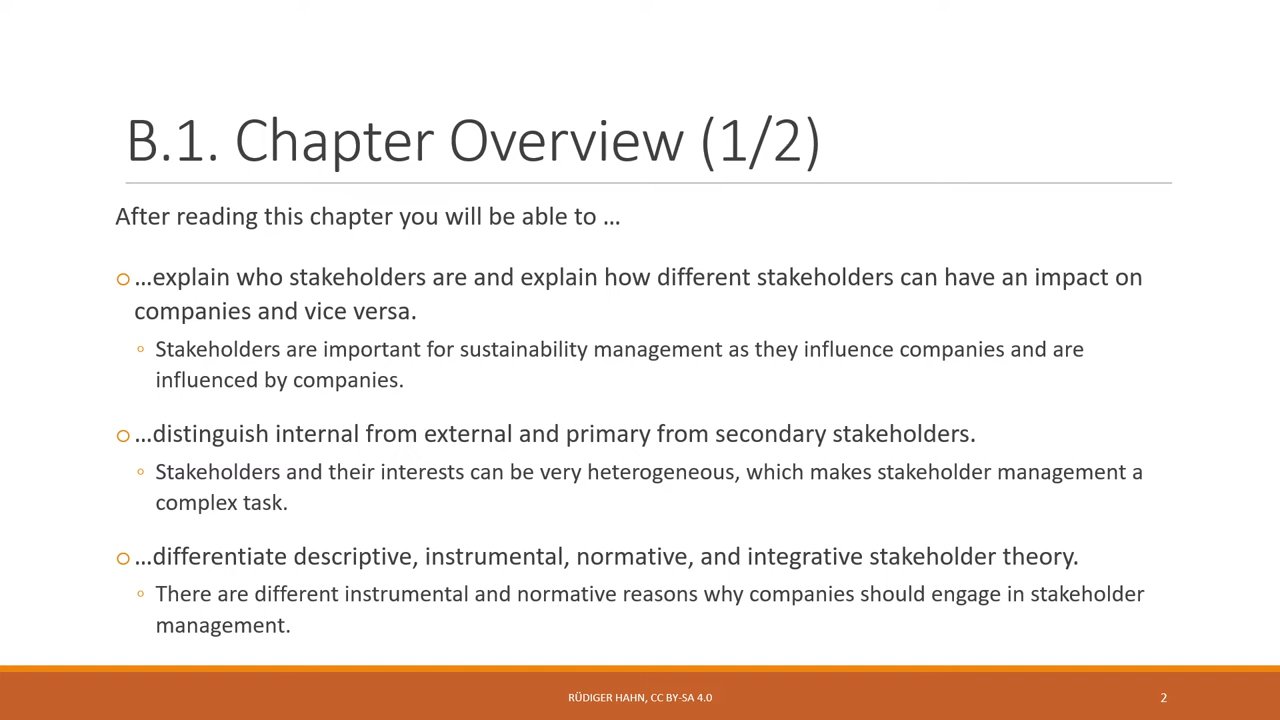 B.1. Chapter Overview (1/2)
After reading this chapter you will be able to …
…explain who stakeholders are and explain how different stakeholders can have an impact on
companies and vice versa.
Stakeholders are important for sustainability management as they influence companies and are
influenced by companies.
…distinguish internal from external and primary from secondary stakeholders.
Stakeholders and their interests can be very heterogeneous, which makes stakeholder management a
complex task.
…differentiate descriptive, instrumental, normative, and integrative stakeholder theory.
There are different instrumental and normative reasons why companies should engage in stakeholder
management.
RÜDIGER HAHN, CC BY-SA 4.0
2